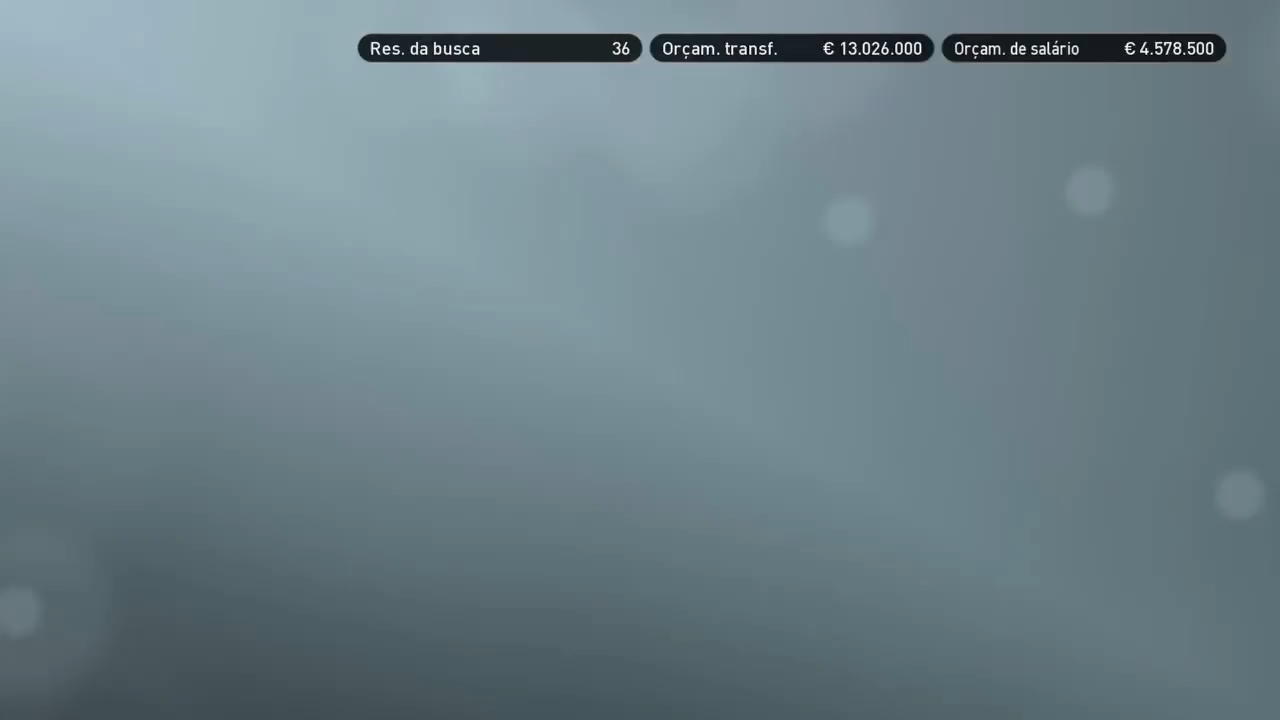 Res. da busca 36 Orçam. transf. € 13.026.000 Orçam. de salário € 4.578.500